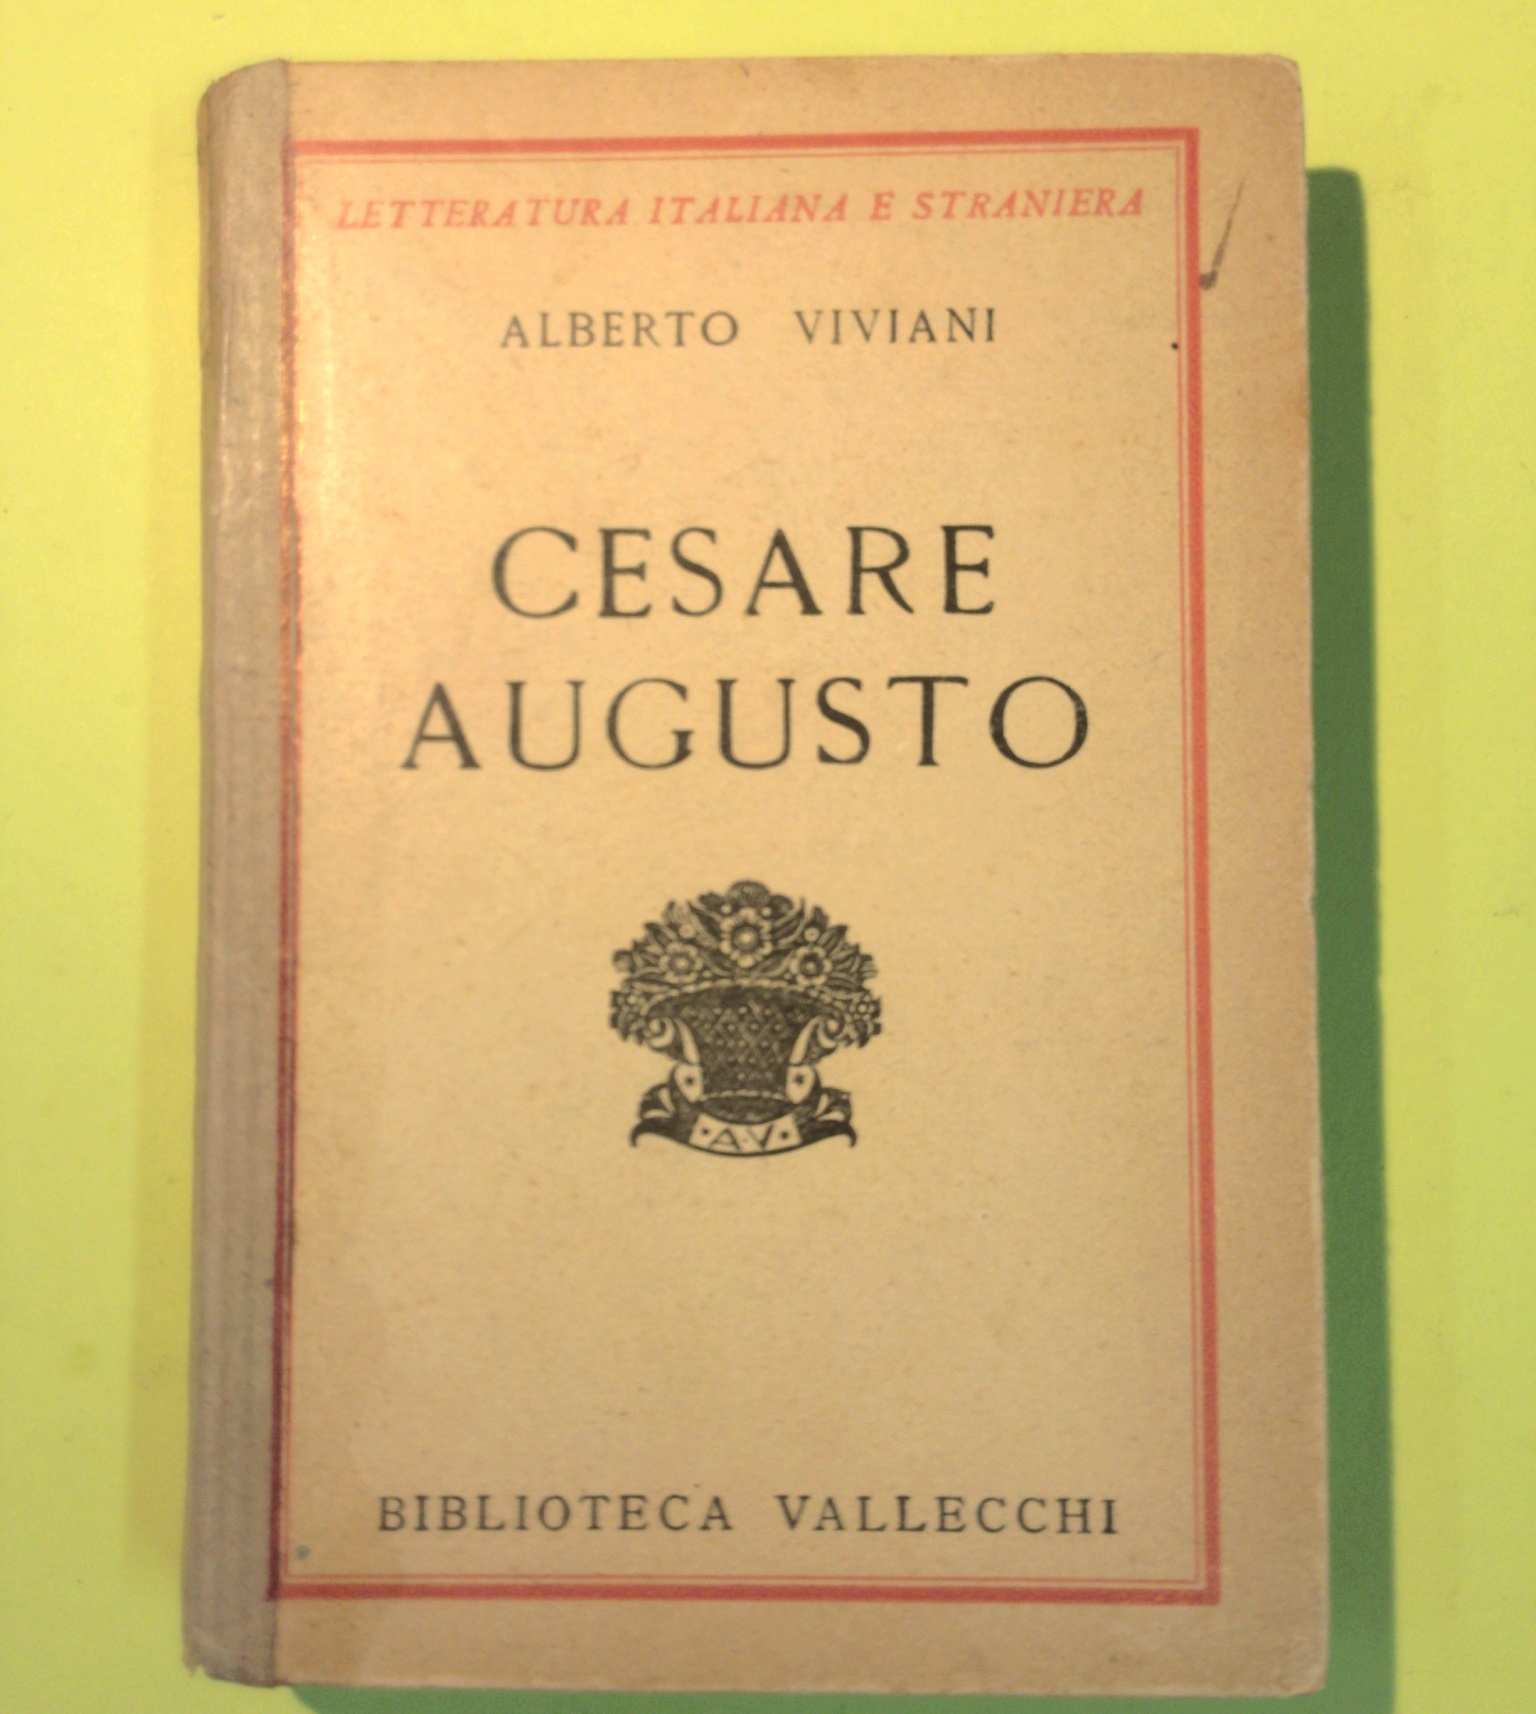 LETTERATURA ITALIANA E STRANIERA
ALBERTO VIVIANI
CESARE
AUGUSTO
·A·V·
BIBLIOTECA VALLECCHI